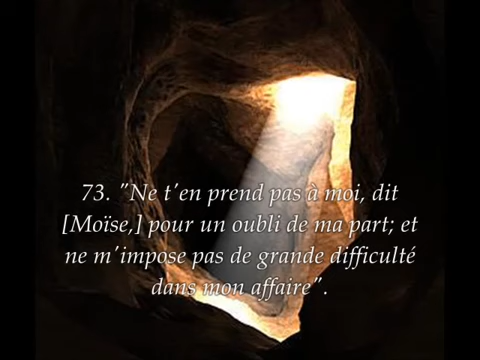 73. "Ne t'en prend pas à moi, dit
[Moïse,] pour un oubli de ma part; et
ne m'impose pas de grande difficulté
dans mon affaire".